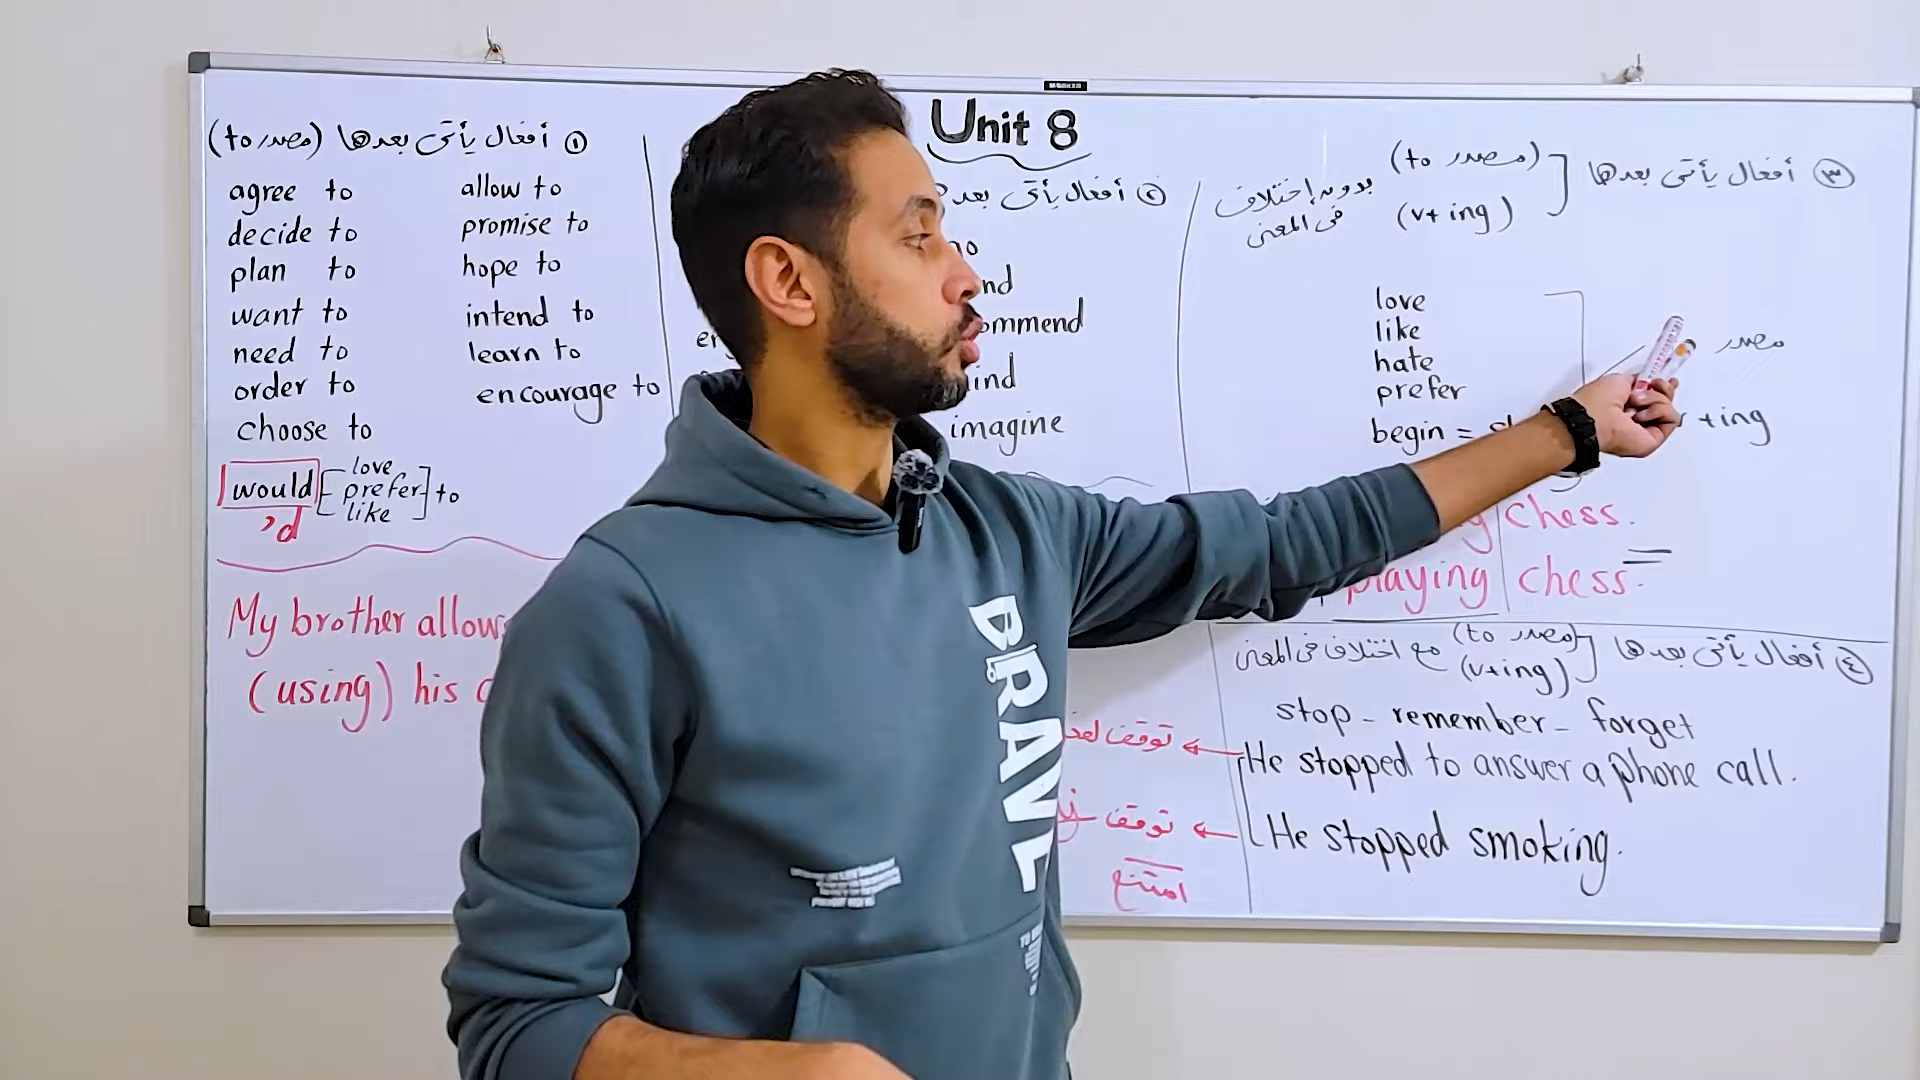 Unit 8
① أفعال يأتى بعدها (to مصدر)
agree to
decide to
plan to
want to
need to
order to
choose to
allow to
promise to
hope to
intend to
learn to
encourage to
would love to
prefer
like
'd
My brother allow
(using) his
② أفعال يأتى بعد
imagine
③ أفعال يأتى بعدها (to مصدر)
(v+ing)
بدون إختلاف
فى المعنى
love
like
hate
prefer
begin =
مصدر
+ing
chess.
playing chess.
④ أفعال يأتى بعدها (to مصدر)
(v+ing) مع اختلاف فى المعنى
stop - remember - forget
He stopped to answer a phone call.
توقف
He stopped smoking.
توقف
امتنع
BRAVE